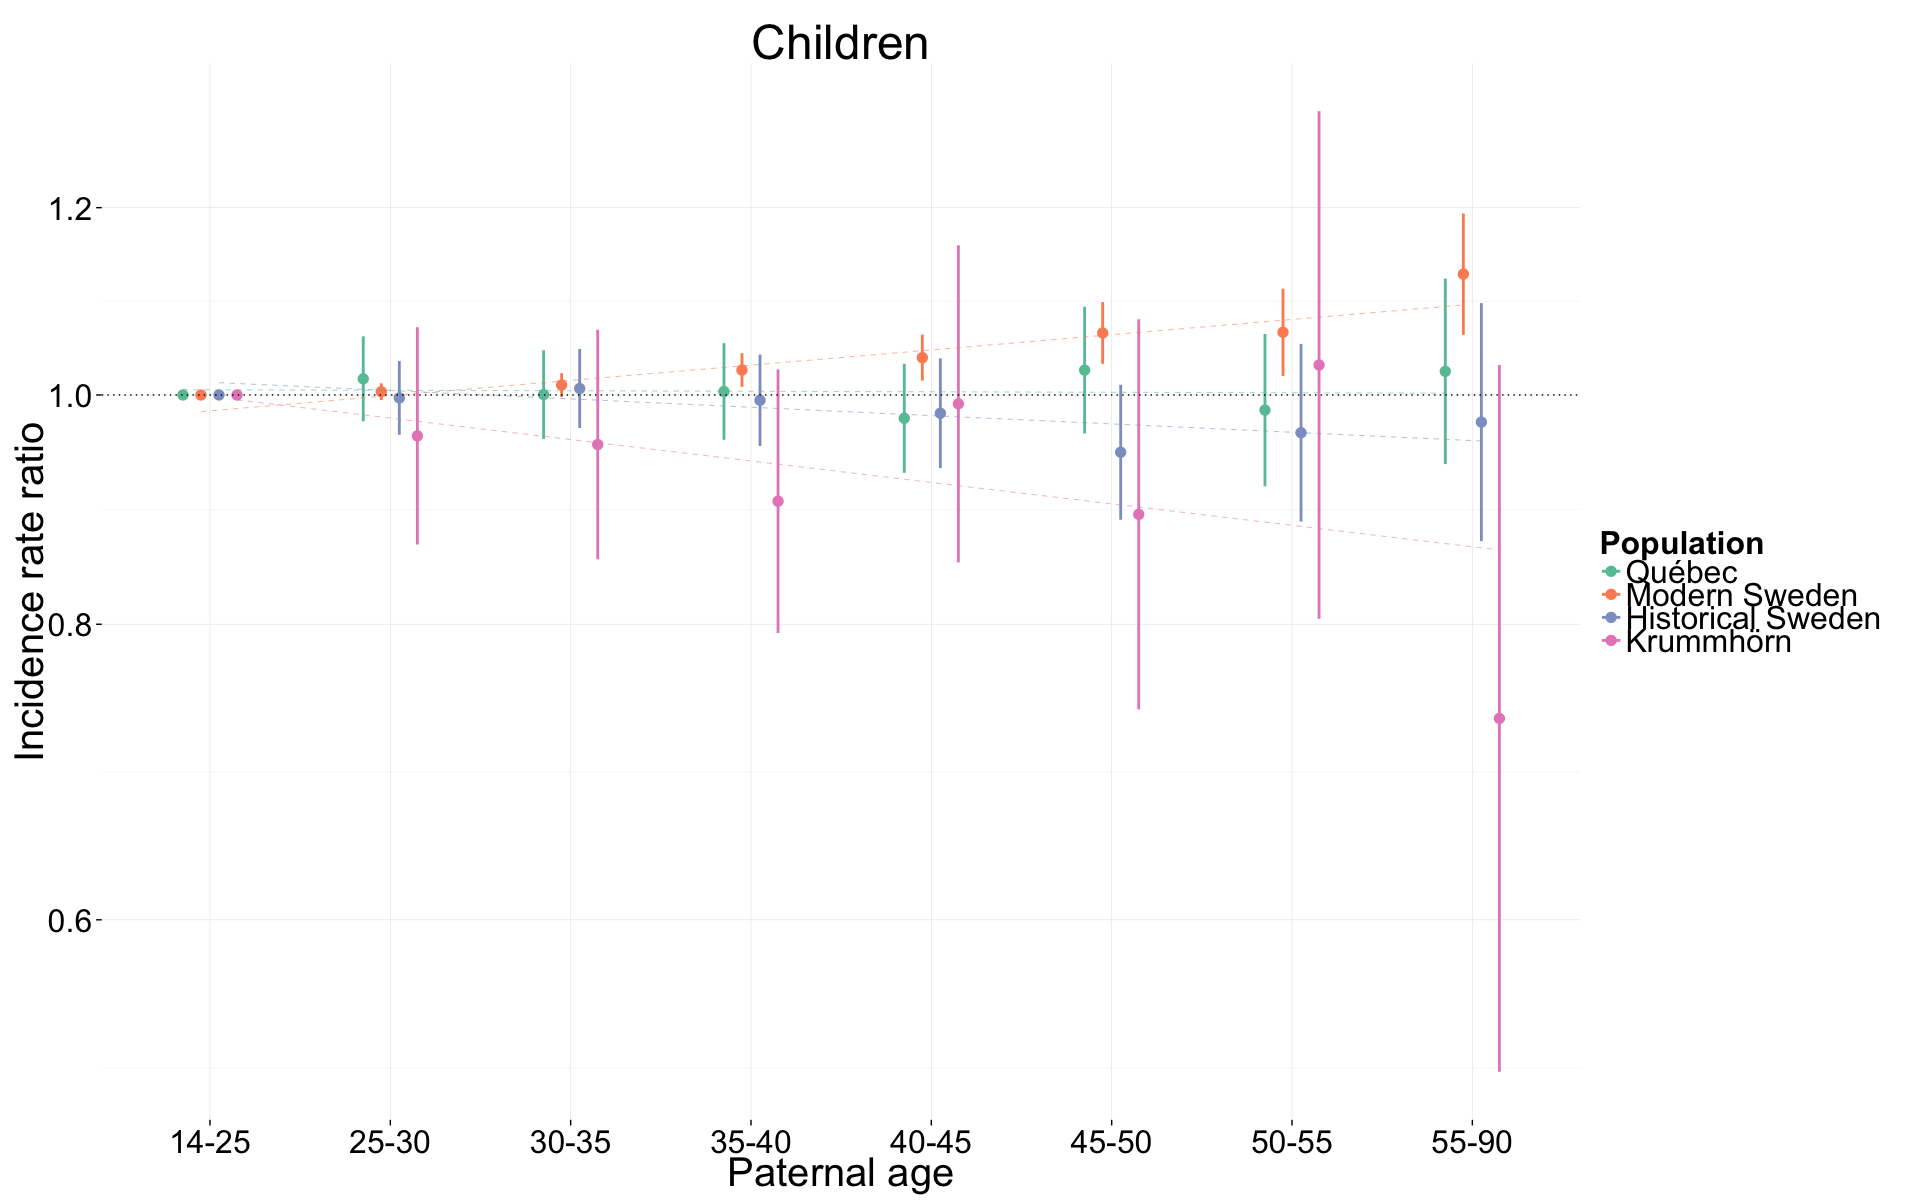 Children
1.2
1.0
0.8
0.6
Incidence rate ratio
14-25 25-30 30-35 35-40 40-45 45-50 50-55 55-90
Paternal age
Population
Québec
Modern Sweden
Historical Sweden
Krummhörn